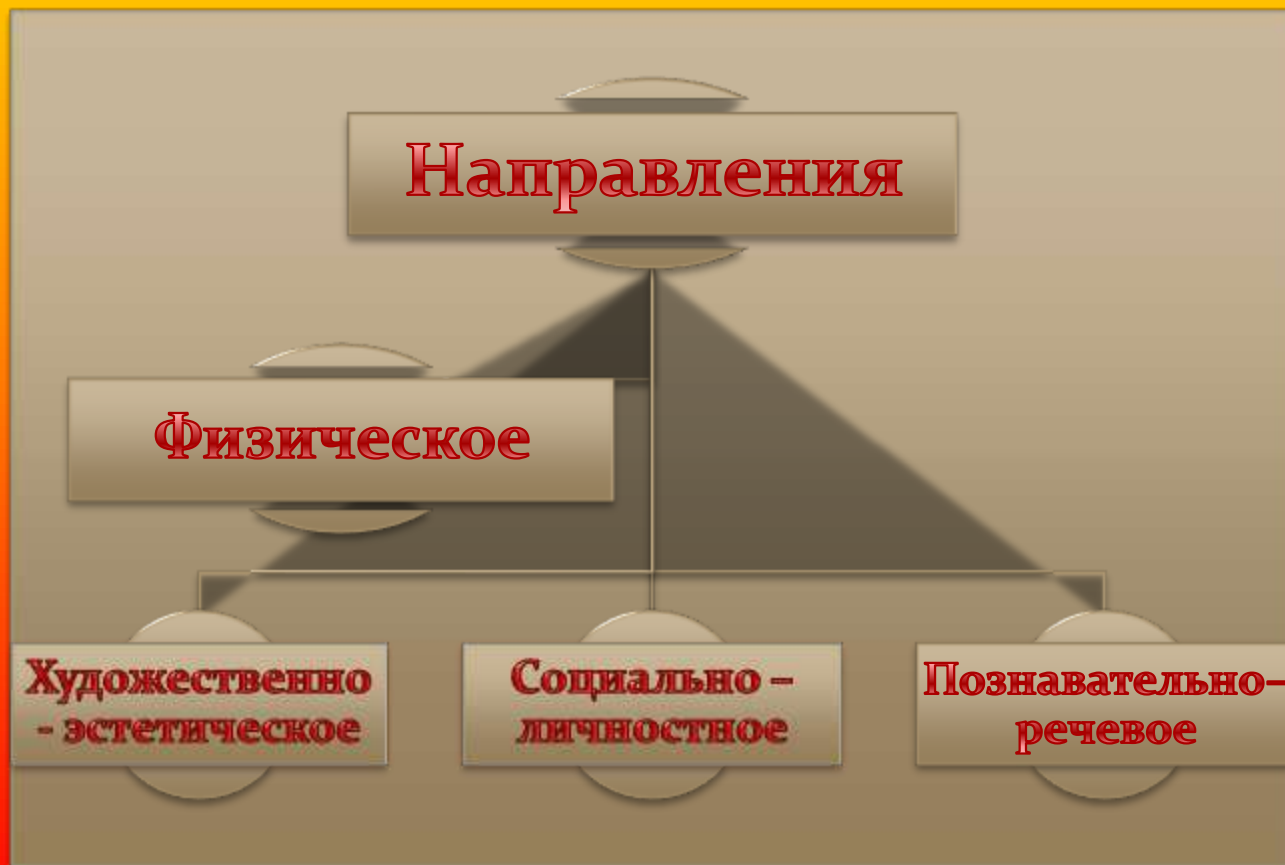 Направления
Физическое
Художественно
- эстетическое
Социально –
личностное
Познавательно–
речевое